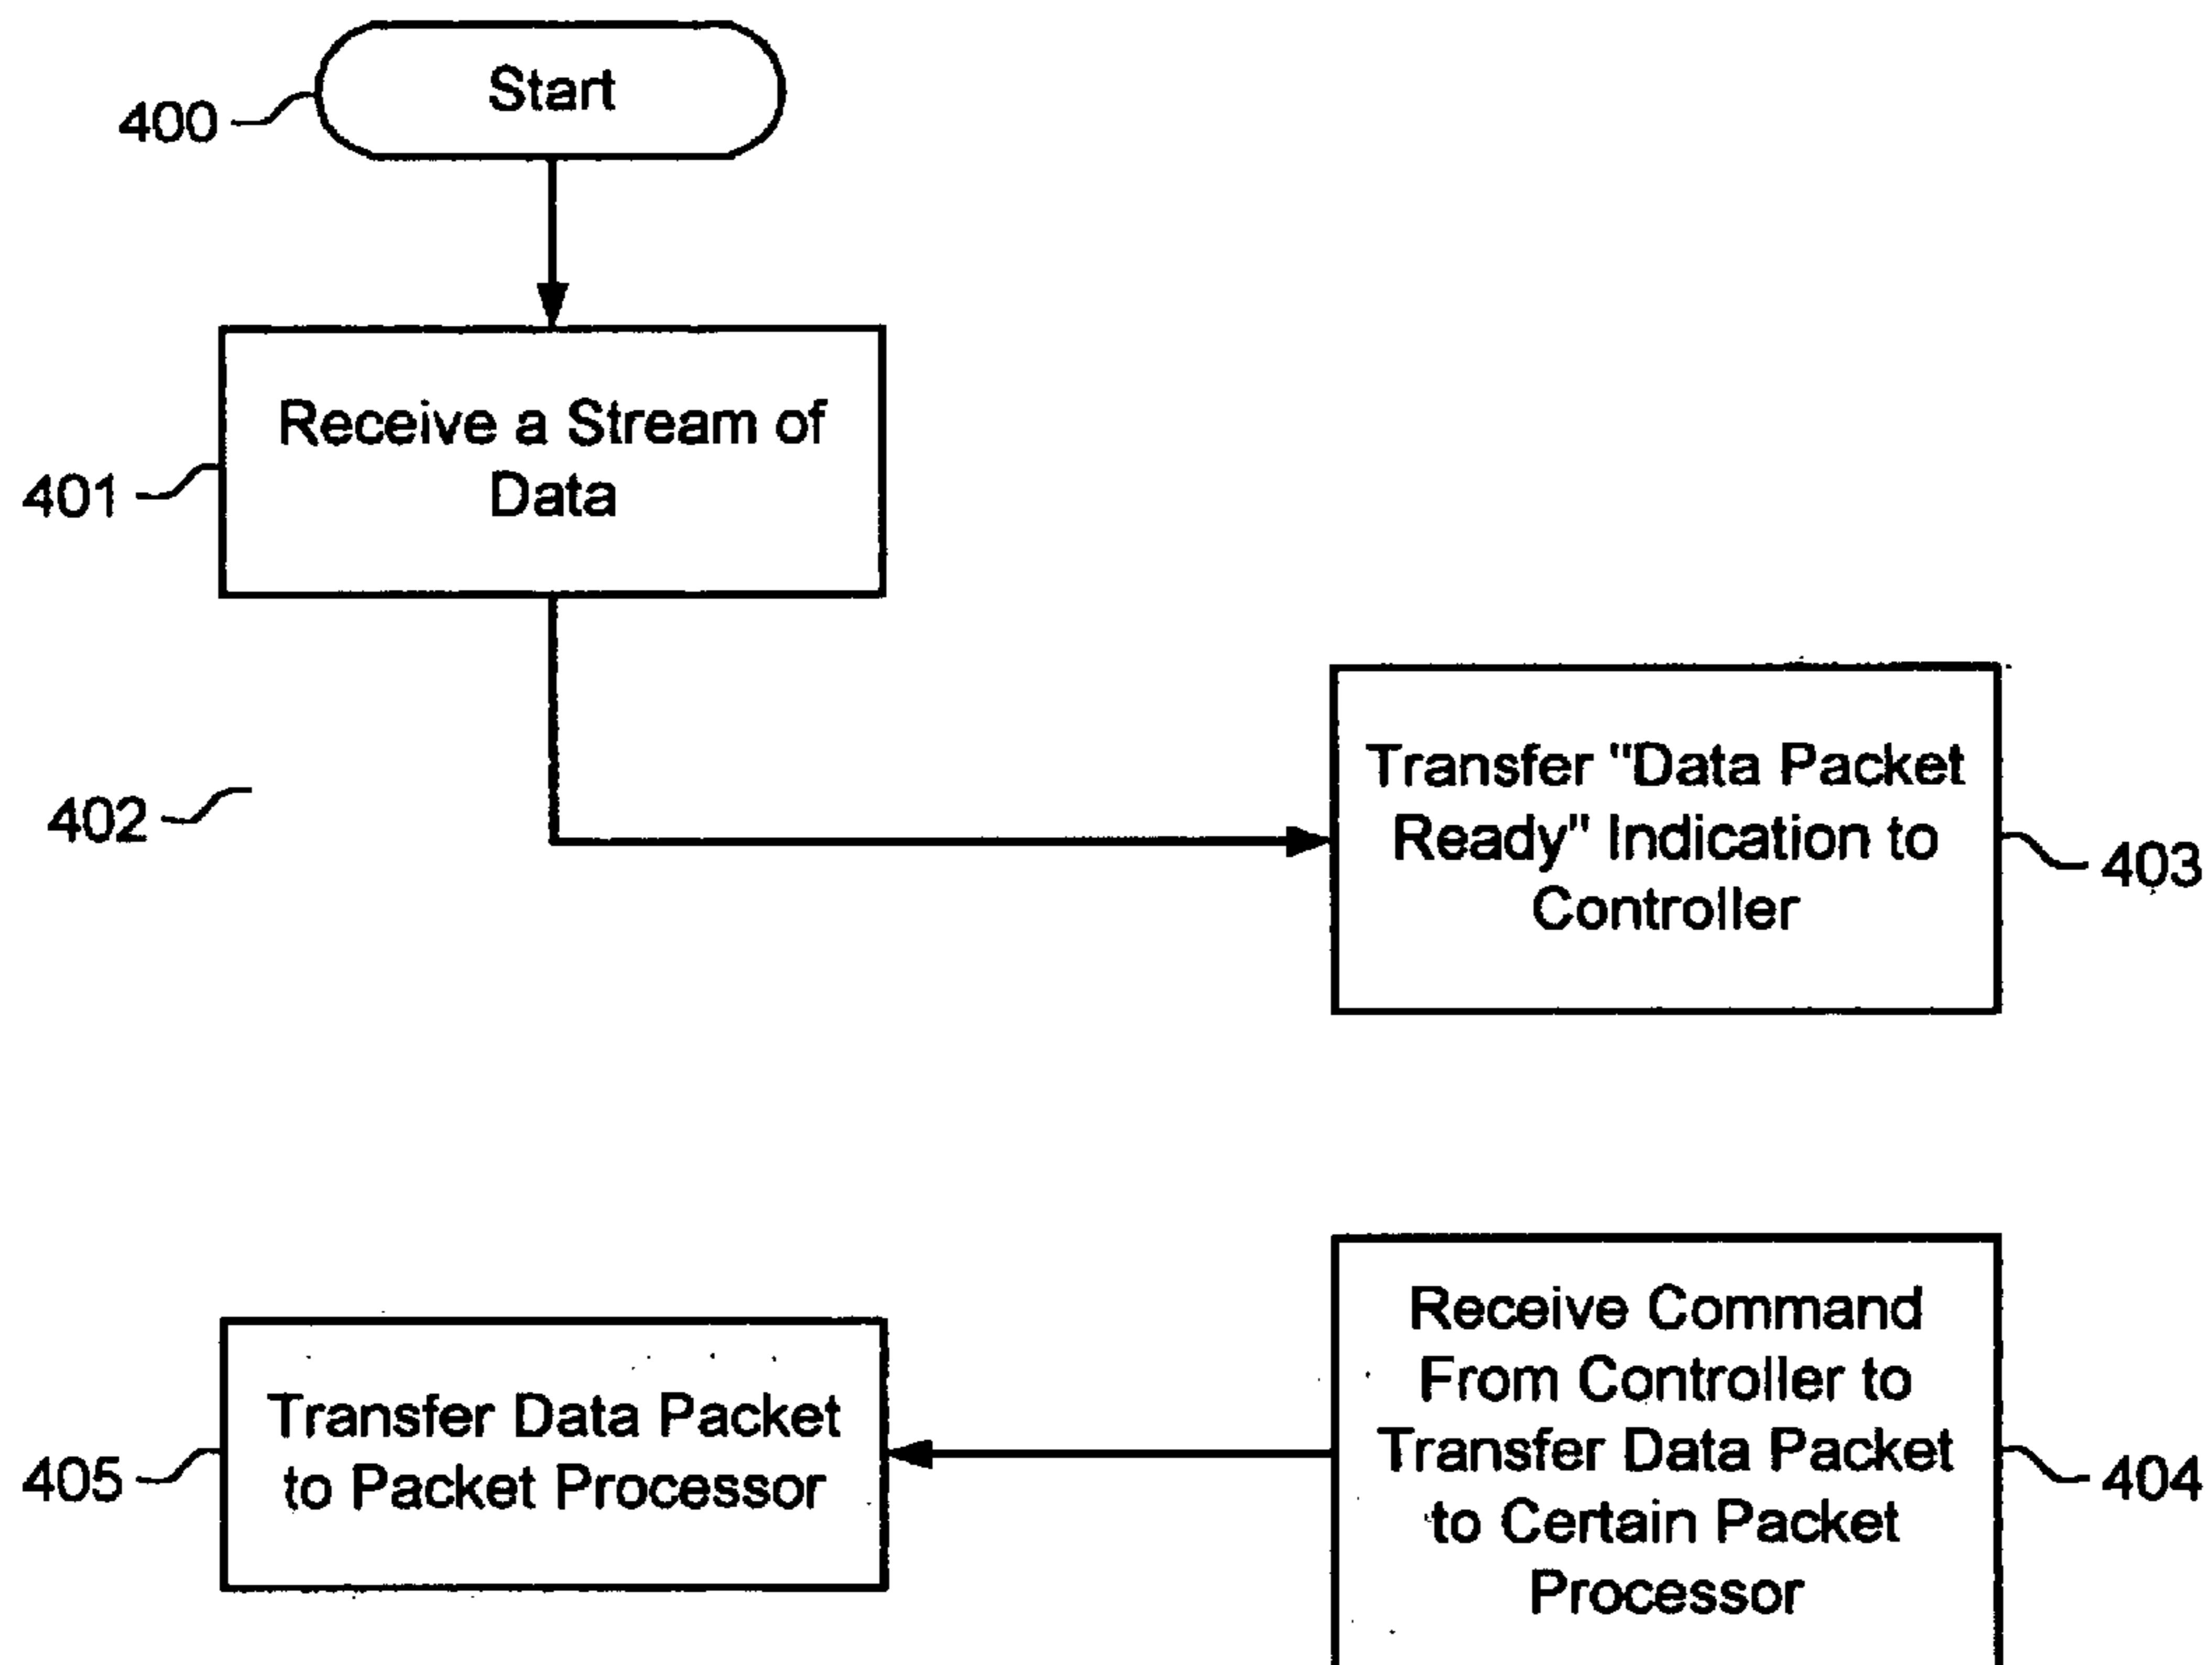 Start
400
Receive a Stream of
Data
401
402
Transfer "Data Packet
Ready" Indication to
Controller
403
Receive Command
From Controller to
Transfer Data Packet
to Certain Packet
Processor
404
Transfer Data Packet
to Packet Processor
405